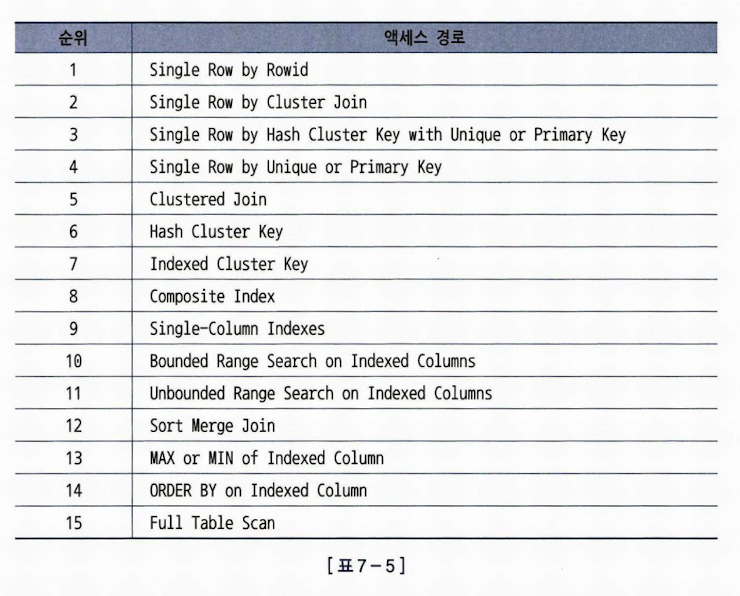 순위 액세스 경로
1 Single Row by Rowid
2 Single Row by Cluster Join
3 Single Row by Hash Cluster Key with Unique or Primary Key
4 Single Row by Unique or Primary Key
5 Clustered Join
6 Hash Cluster Key
7 Indexed Cluster Key
8 Composite Index
9 Single-Column Indexes
10 Bounded Range Search on Indexed Columns
11 Unbounded Range Search on Indexed Columns
12 Sort Merge Join
13 MAX or MIN of Indexed Column
14 ORDER BY on Indexed Column
15 Full Table Scan
[표7-5]